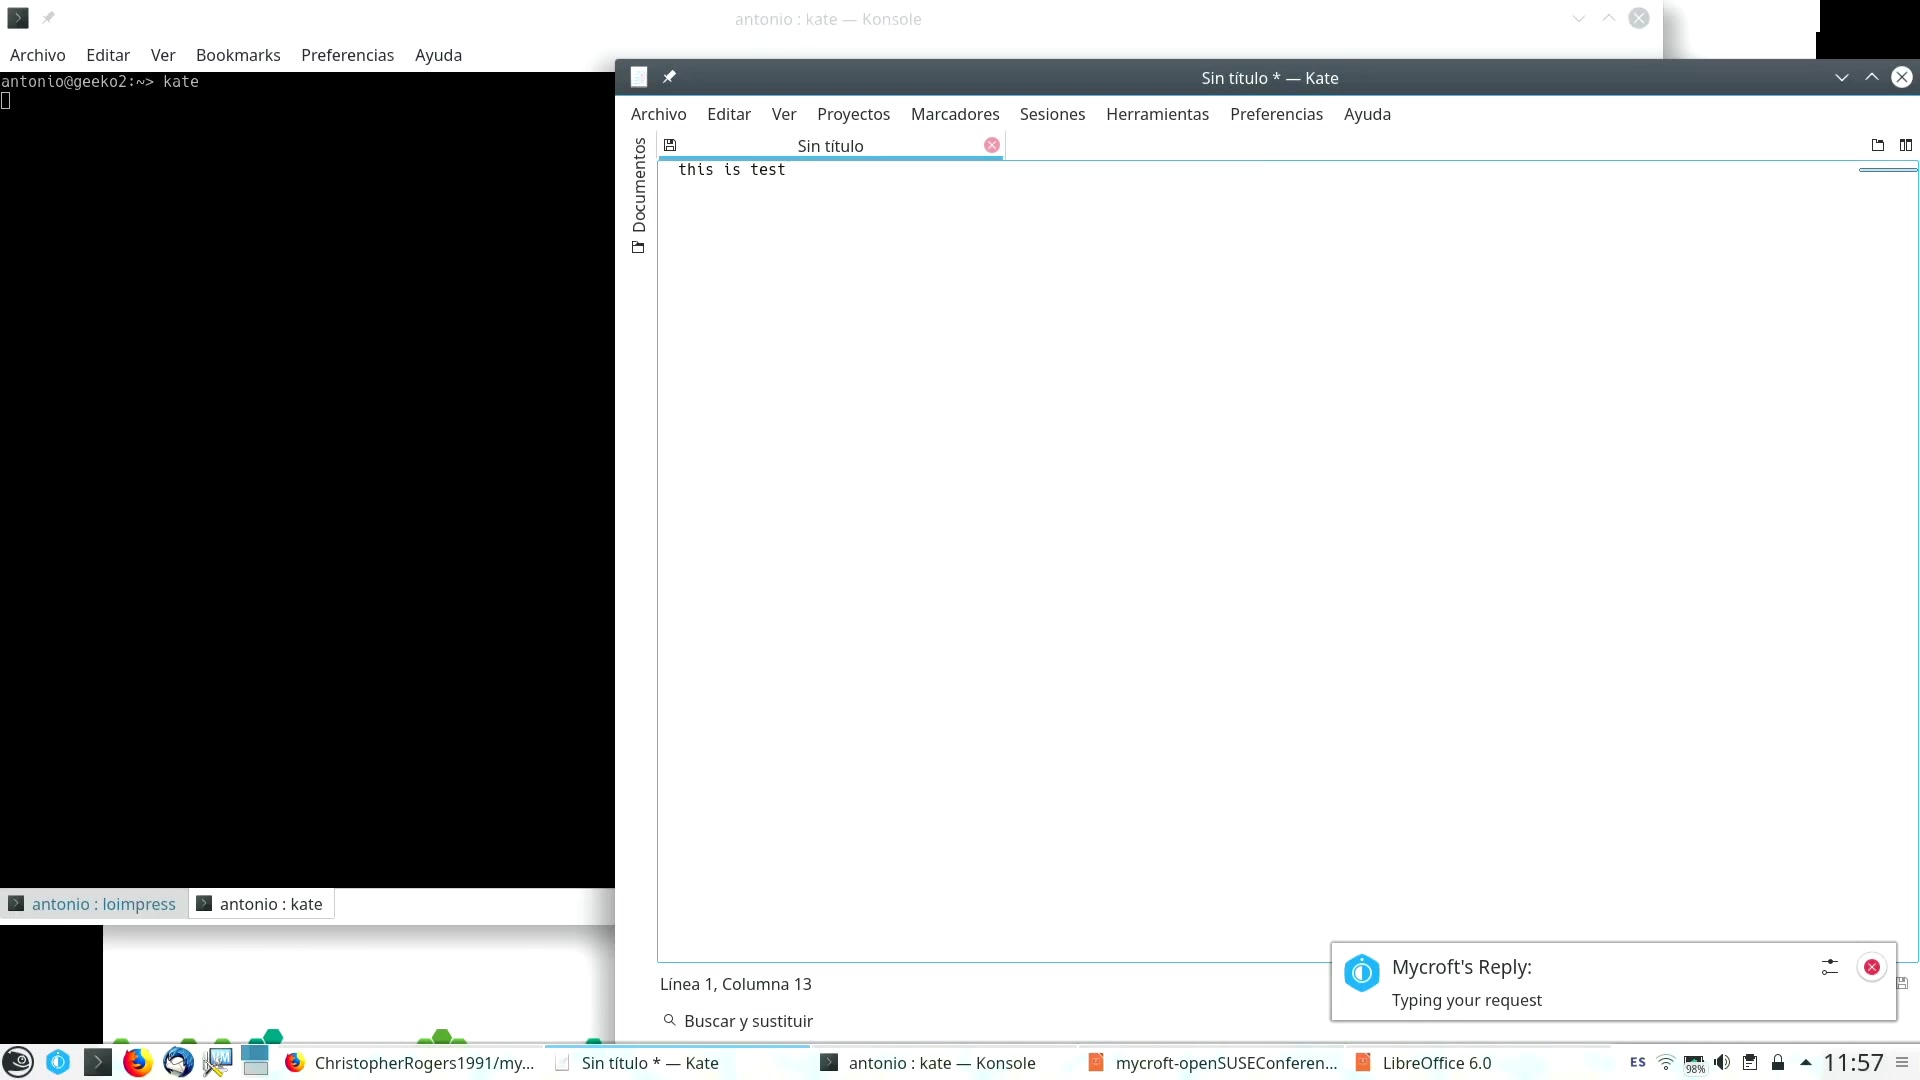 antonio : kate — Konsole
Archivo Editar Ver Bookmarks Preferencias Ayuda
antonio@geeko2:~> kate
Sin título * — Kate
Archivo Editar Ver Proyectos Marcadores Sesiones Herramientas Preferencias Ayuda
Sin título
Documentos
this is test
antonio : loimpress
antonio : kate
Línea 1, Columna 13
Buscar y sustituir
Mycroft's Reply:
Typing your request
ChristopherRogers1991/my...
Sin título * — Kate
antonio : kate — Konsole
mycroft-openSUSEConferen...
LibreOffice 6.0
ES
98%
11:57